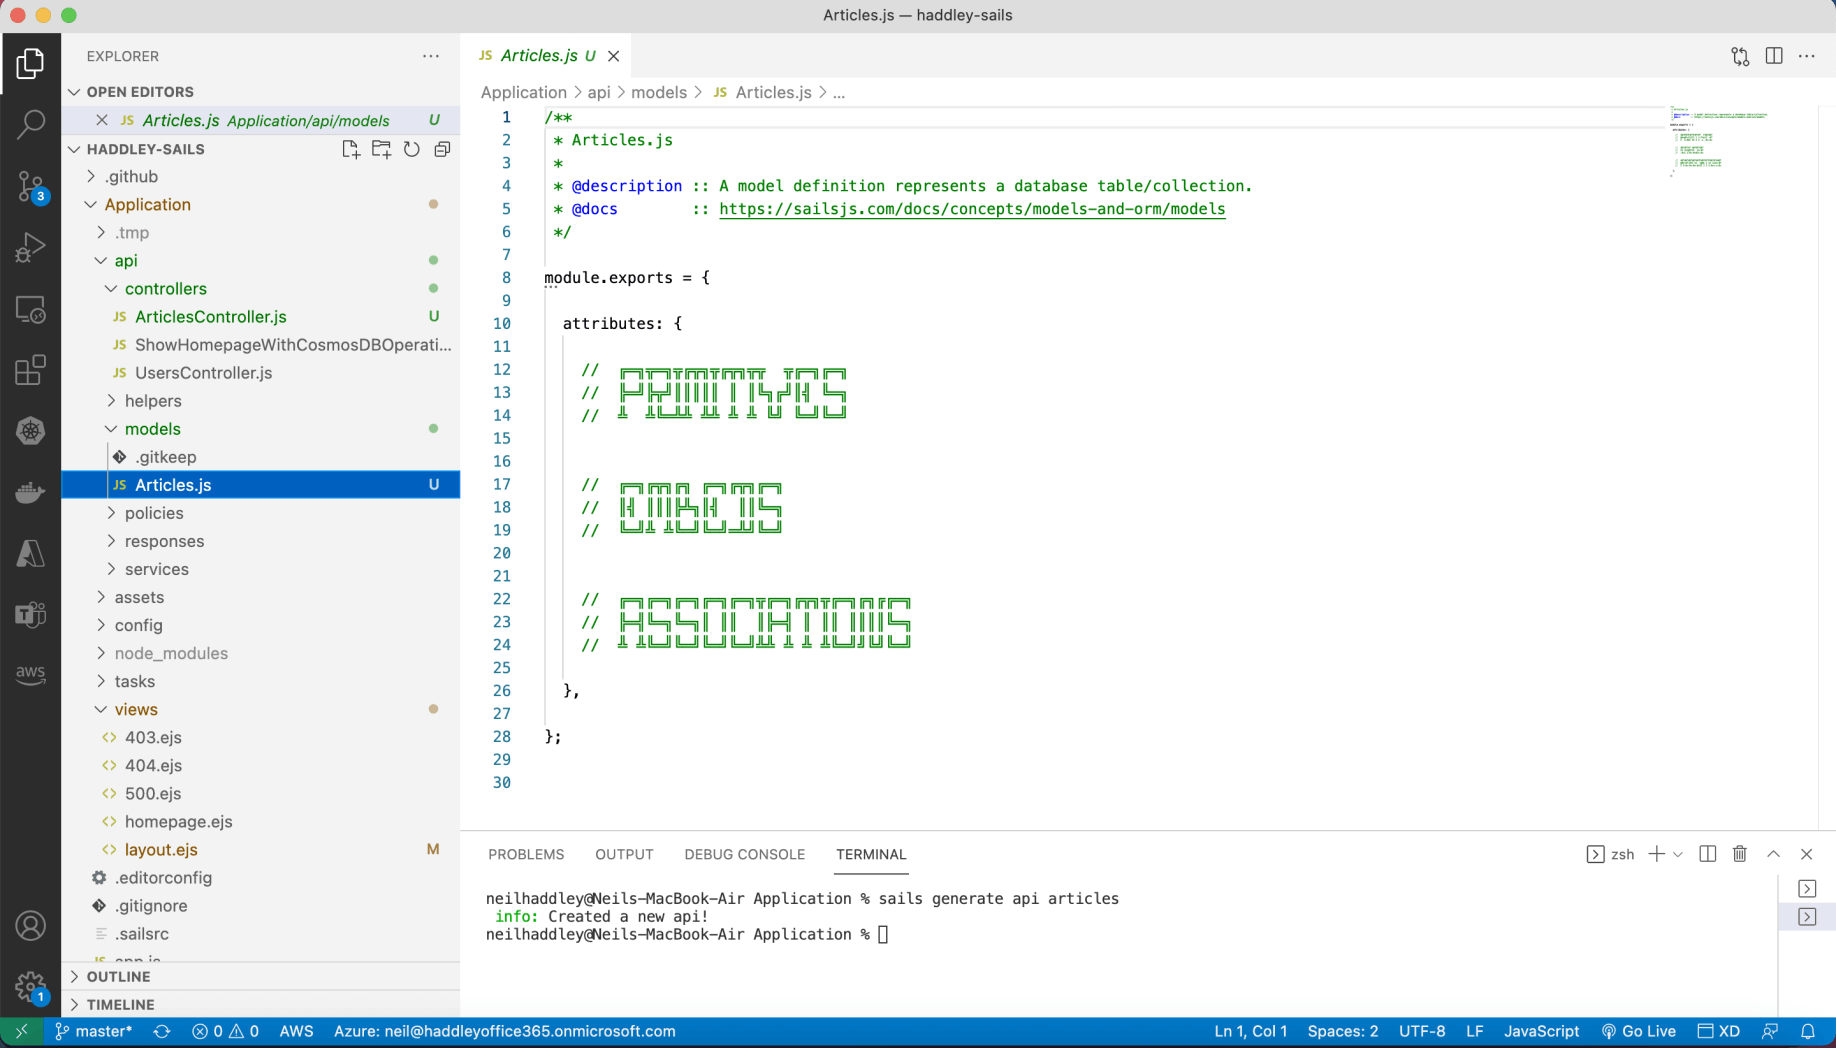 Articles.js — haddley-sails
EXPLORER
OPEN EDITORS
JS Articles.js Application/api/models U
HADDLEY-SAILS
.github
Application
.tmp
api
controllers
JS ArticlesController.js U
JS ShowHomepageWithCosmosDBOperati...
JS UsersController.js
helpers
models
.gitkeep
JS Articles.js U
policies
responses
services
assets
config
node_modules
tasks
views
<> 403.ejs
<> 404.ejs
<> 500.ejs
<> homepage.ejs
<> layout.ejs M
.editorconfig
.gitignore
.sailsrc
OUTLINE
TIMELINE
3
aws
1
JS Articles.js U
Application > api > models > JS Articles.js > ...
1 /**
2 * Articles.js
3 *
4 * @description :: A model definition represents a database table/collection.
5 * @docs :: https://sailsjs.com/docs/concepts/models-and-orm/models
6 */
7
8 module.exports = {
9
10 attributes: {
11
12 //
13 // PRIMITIVES
14 //
15
16
17 //
18 // EMBEDS
19 //
20
21
22 //
23 // ASSOCIATIONS
24 //
25
26 },
27
28 };
29
30
PROBLEMS OUTPUT DEBUG CONSOLE TERMINAL
zsh
neilhaddley@Neils-MacBook-Air Application % sails generate api articles
info: Created a new api!
neilhaddley@Neils-MacBook-Air Application %
master* 0 0 AWS Azure: neil@haddleyoffice365.onmicrosoft.com Ln 1, Col 1 Spaces: 2 UTF-8 LF JavaScript Go Live XD